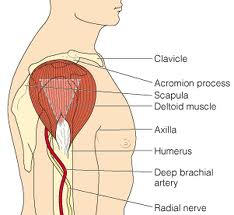 Clavicle
Acromion process
Scapula
Deltoid muscle
Axilla
Humerus
Deep brachial
artery
Radial nerve